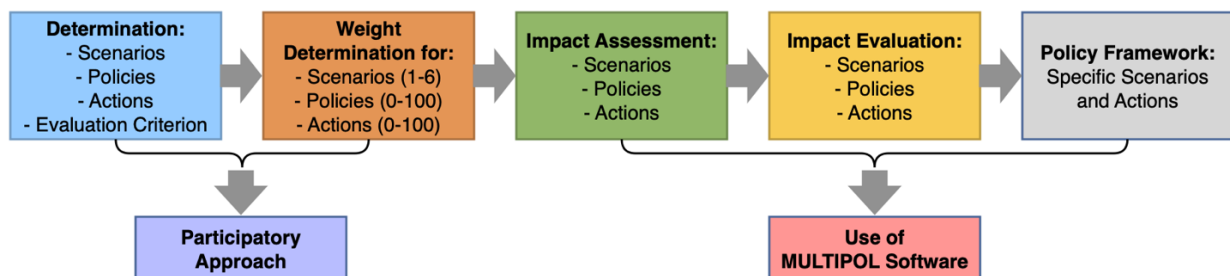 Determination:
- Scenarios
- Policies
- Actions
- Evaluation Criterion
Weight
Determination for:
- Scenarios (1-6)
- Policies (0-100)
- Actions (0-100)
Impact Assessment:
- Scenarios
- Policies
- Actions
Impact Evaluation:
- Scenarios
- Policies
- Actions
Policy Framework:
Specific Scenarios
and Actions
Participatory
Approach
Use of
MULTIPOL Software